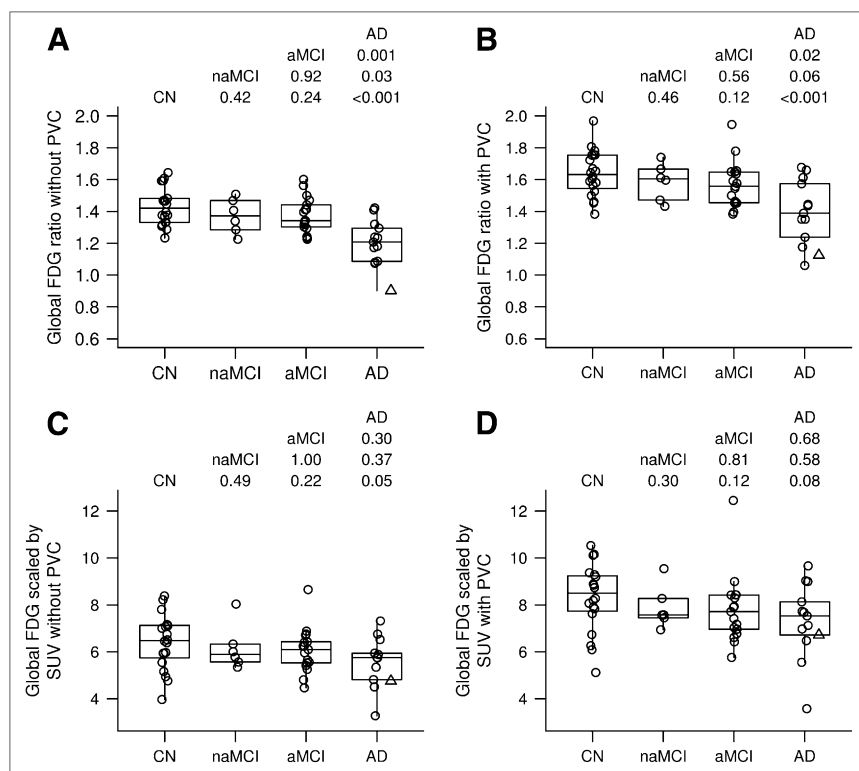 A
AD
aMCI 0.001
naMCI 0.92 0.03
CN 0.42 0.24 <0.001
Global FDG ratio without PVC
2.0
1.8
1.6
1.4
1.2
1.0
0.8
0.6
CN naMCI aMCI AD
B
AD
aMCI 0.02
naMCI 0.56 0.06
CN 0.46 0.12 <0.001
Global FDG ratio with PVC
2.0
1.8
1.6
1.4
1.2
1.0
0.8
0.6
CN naMCI aMCI AD
C
AD
aMCI 0.30
naMCI 1.00 0.37
CN 0.49 0.22 0.05
Global FDG scaled by
SUV without PVC
12
10
8
6
4
CN naMCI aMCI AD
D
AD
aMCI 0.68
naMCI 0.81 0.58
CN 0.30 0.12 0.08
Global FDG scaled by
SUV with PVC
12
10
8
6
4
CN naMCI aMCI AD